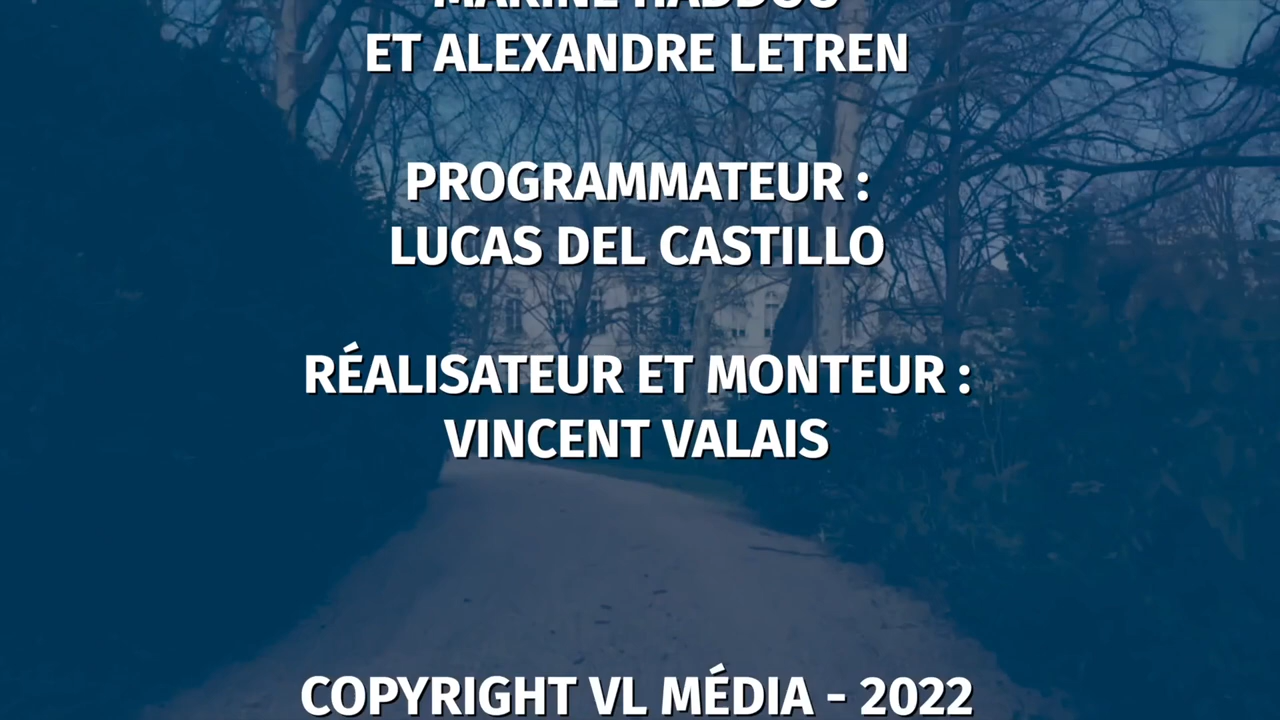 ET ALEXANDRE LETREN
PROGRAMMATEUR :
LUCAS DEL CASTILLO
RÉALISATEUR ET MONTEUR :
VINCENT VALAIS
COPYRIGHT VL MÉDIA - 2022